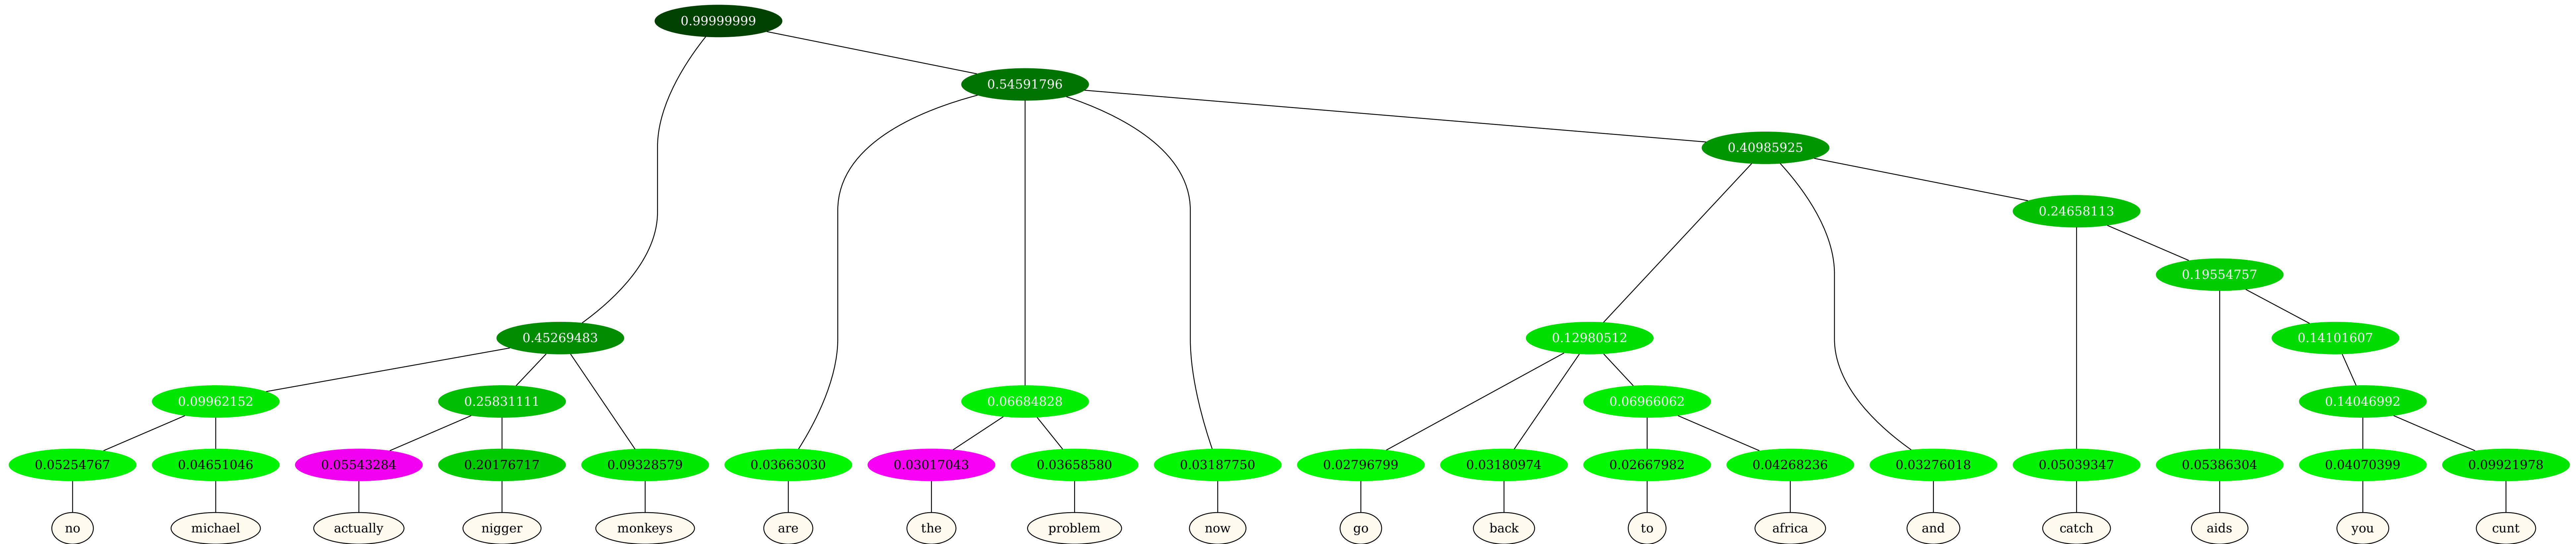 0.99999999
0.54591796
0.40985925
0.24658113
0.19554757
0.45269483 0.12980512 0.14101607
0.09962152 0.25831111 0.06684828 0.06966062 0.14046992
0.05254767 0.04651046 0.05543284 0.20176717 0.09328579 0.03663030 0.03017043 0.03658580 0.03187750 0.02796799 0.03180974 0.02667982 0.04268236 0.03276018 0.05039347 0.05386304 0.04070399 0.09921978
no michael actually nigger monkeys are the problem now go back to africa and catch aids you cunt